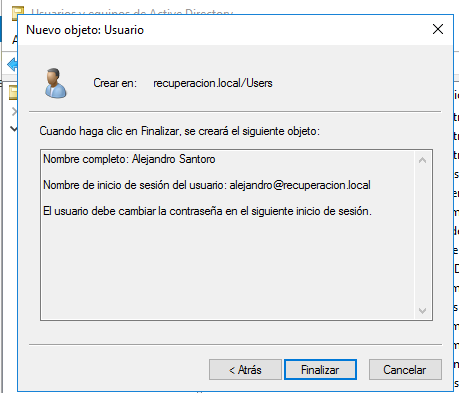 Usuarios y equipos de Active Directory
Nuevo objeto: Usuario
Crear en: recuperacion.local/Users
Cuando haga clic en Finalizar, se creará el siguiente objeto:
Nombre completo: Alejandro Santoro
Nombre de inicio de sesión del usuario: alejandro@recuperacion.local
El usuario debe cambiar la contraseña en el siguiente inicio de sesión.
< Atrás
Finalizar
Cancelar